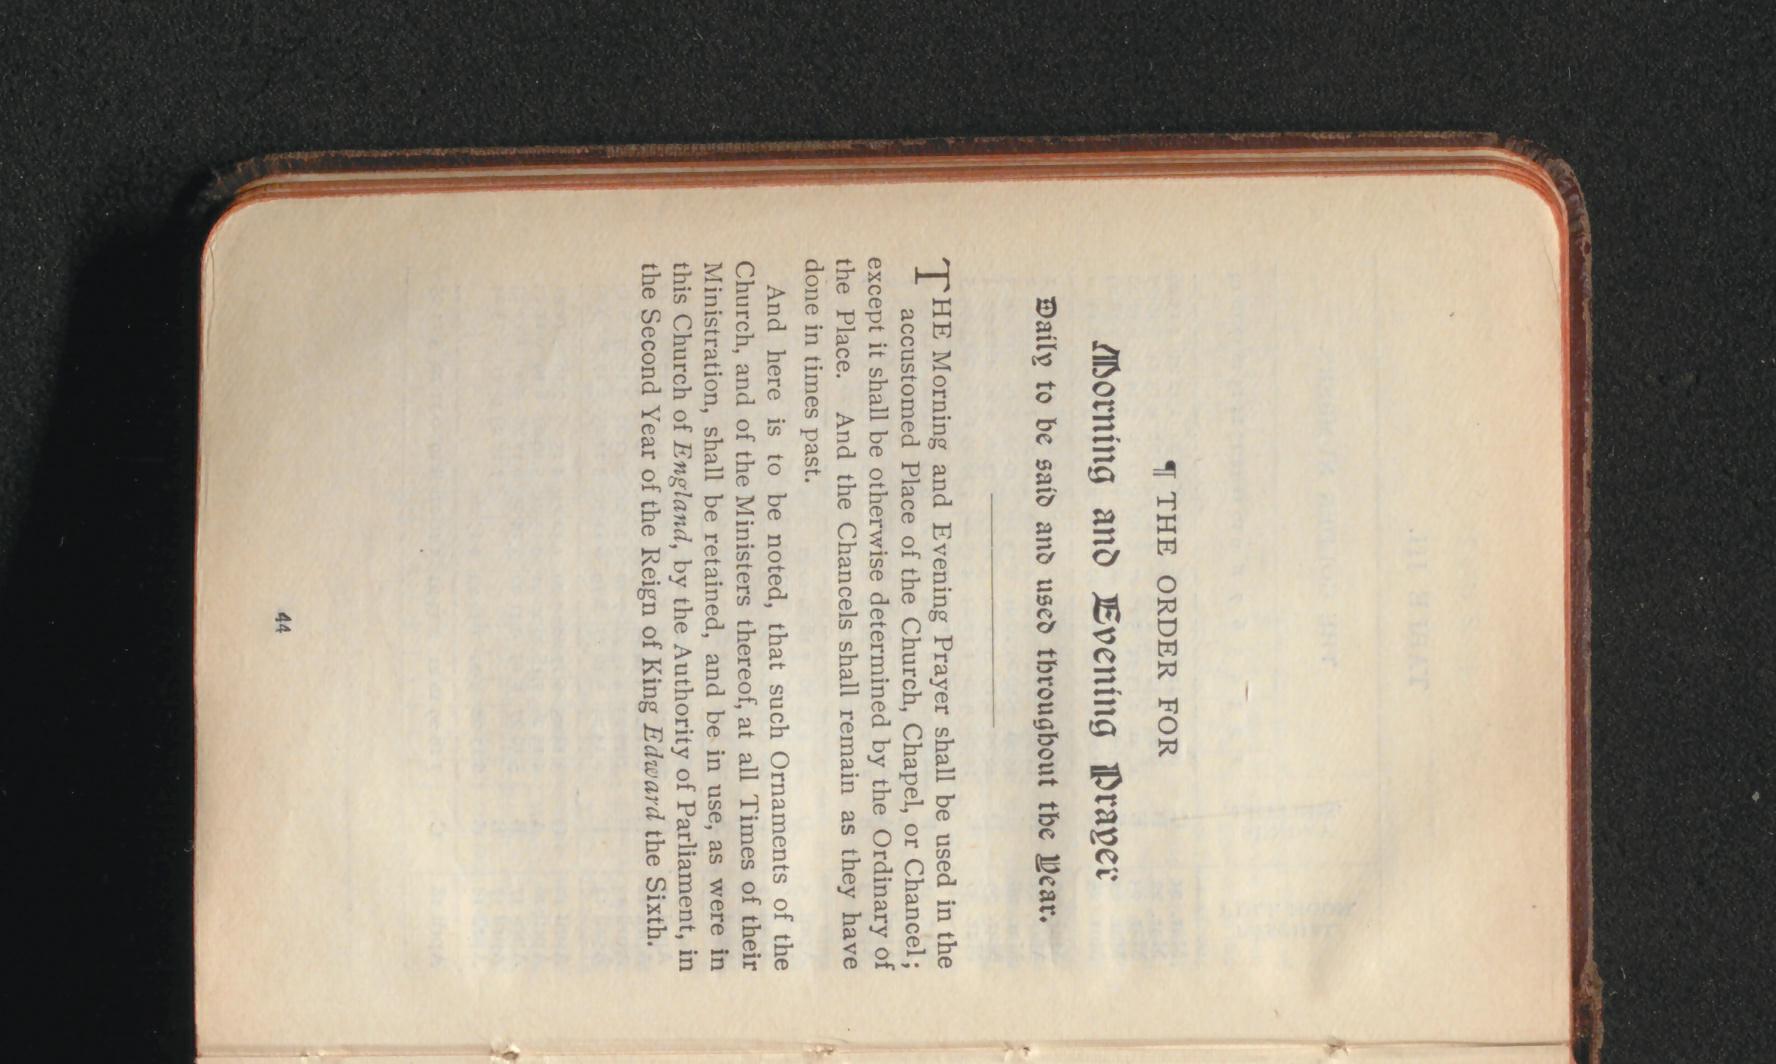 ¶ THE ORDER FOR
Morning and Evening Prayer
Daily to be said and used throughout the Year.
THE Morning and Evening Prayer shall be used in the
accustomed Place of the Church, Chapel, or Chancel;
except it shall be otherwise determined by the Ordinary of
the Place. And the Chancels shall remain as they have
done in times past.
And here is to be noted, that such Ornaments of the
Church, and of the Ministers thereof, at all Times of their
Ministration, shall be retained, and be in use, as were in
this Church of England, by the Authority of Parliament, in
the Second Year of the Reign of King Edward the Sixth.
44